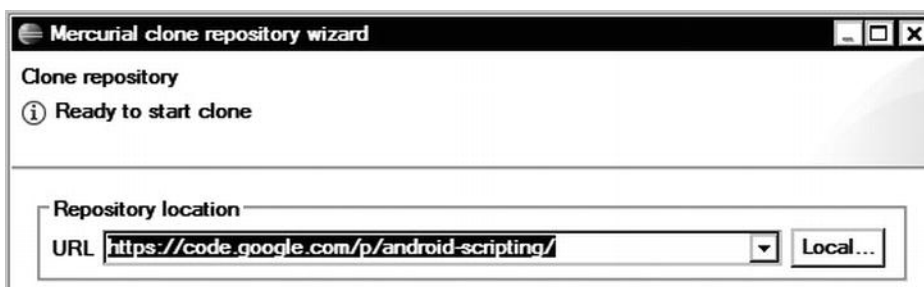 Mercurial clone repository wizard
Clone repository
Ready to start clone
Repository location
URL https://code.google.com/p/android-scripting/ Local...